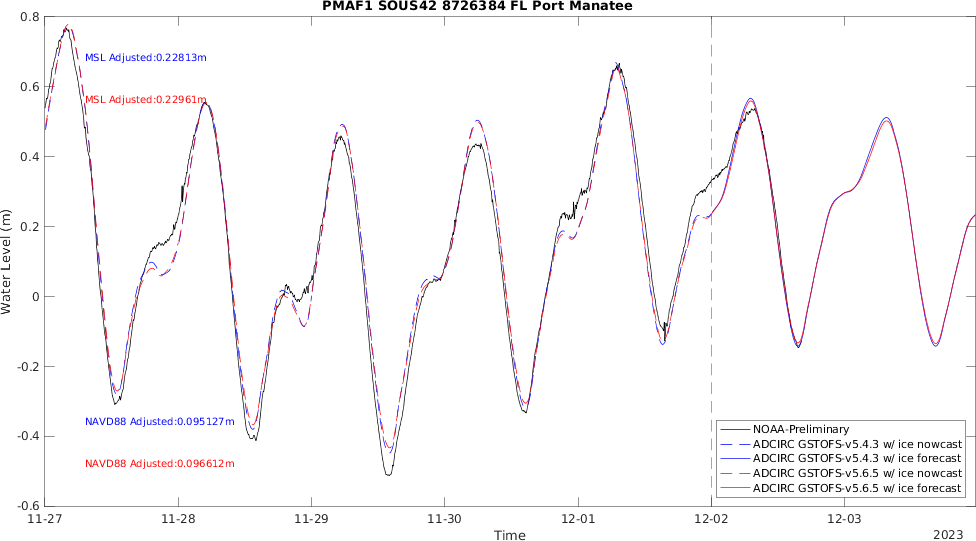 PMAF1 SOUS42 8726384 FL Port Manatee
0.8
0.6
0.4
0.2
0
-0.2
-0.4
-0.6
Water Level (m)
MSL Adjusted:0.22813m
MSL Adjusted:0.22961m
NAVD88 Adjusted:0.095127m
NAVD88 Adjusted:0.096612m
NOAA-Preliminary
ADCIRC GSTOFS-v5.4.3 w/ ice nowcast
ADCIRC GSTOFS-v5.4.3 w/ ice forecast
ADCIRC GSTOFS-v5.6.5 w/ ice nowcast
ADCIRC GSTOFS-v5.6.5 w/ ice forecast
11-27 11-28 11-29 11-30 12-01 12-02 12-03
Time
2023